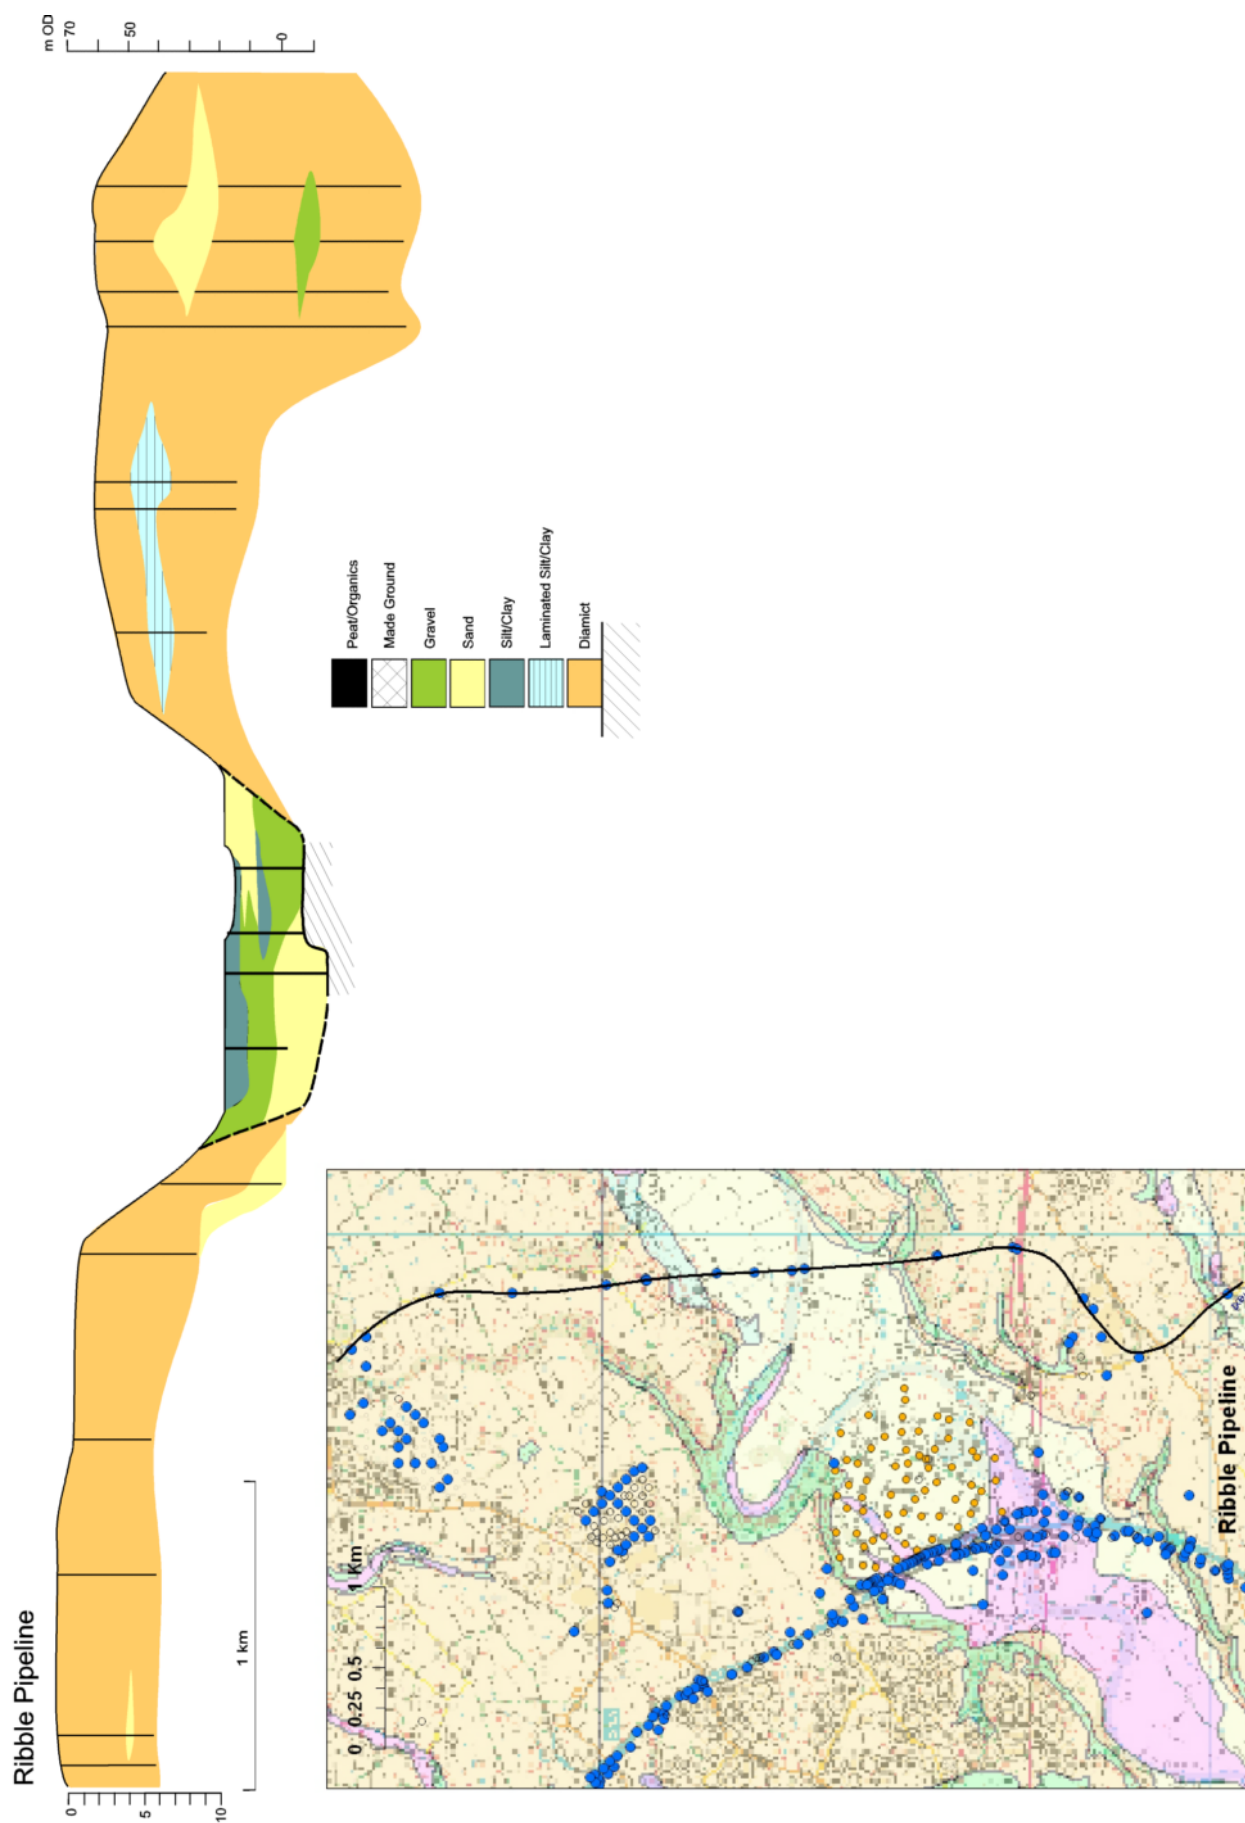 Ribble Pipeline
m OD
70
50
0
0
5
10
1 km
Peat/Organics
Made Ground
Gravel
Sand
Silt/Clay
Laminated Silt/Clay
Diamict
0 0.25 0.5 1 Km
Ribble Pipeline